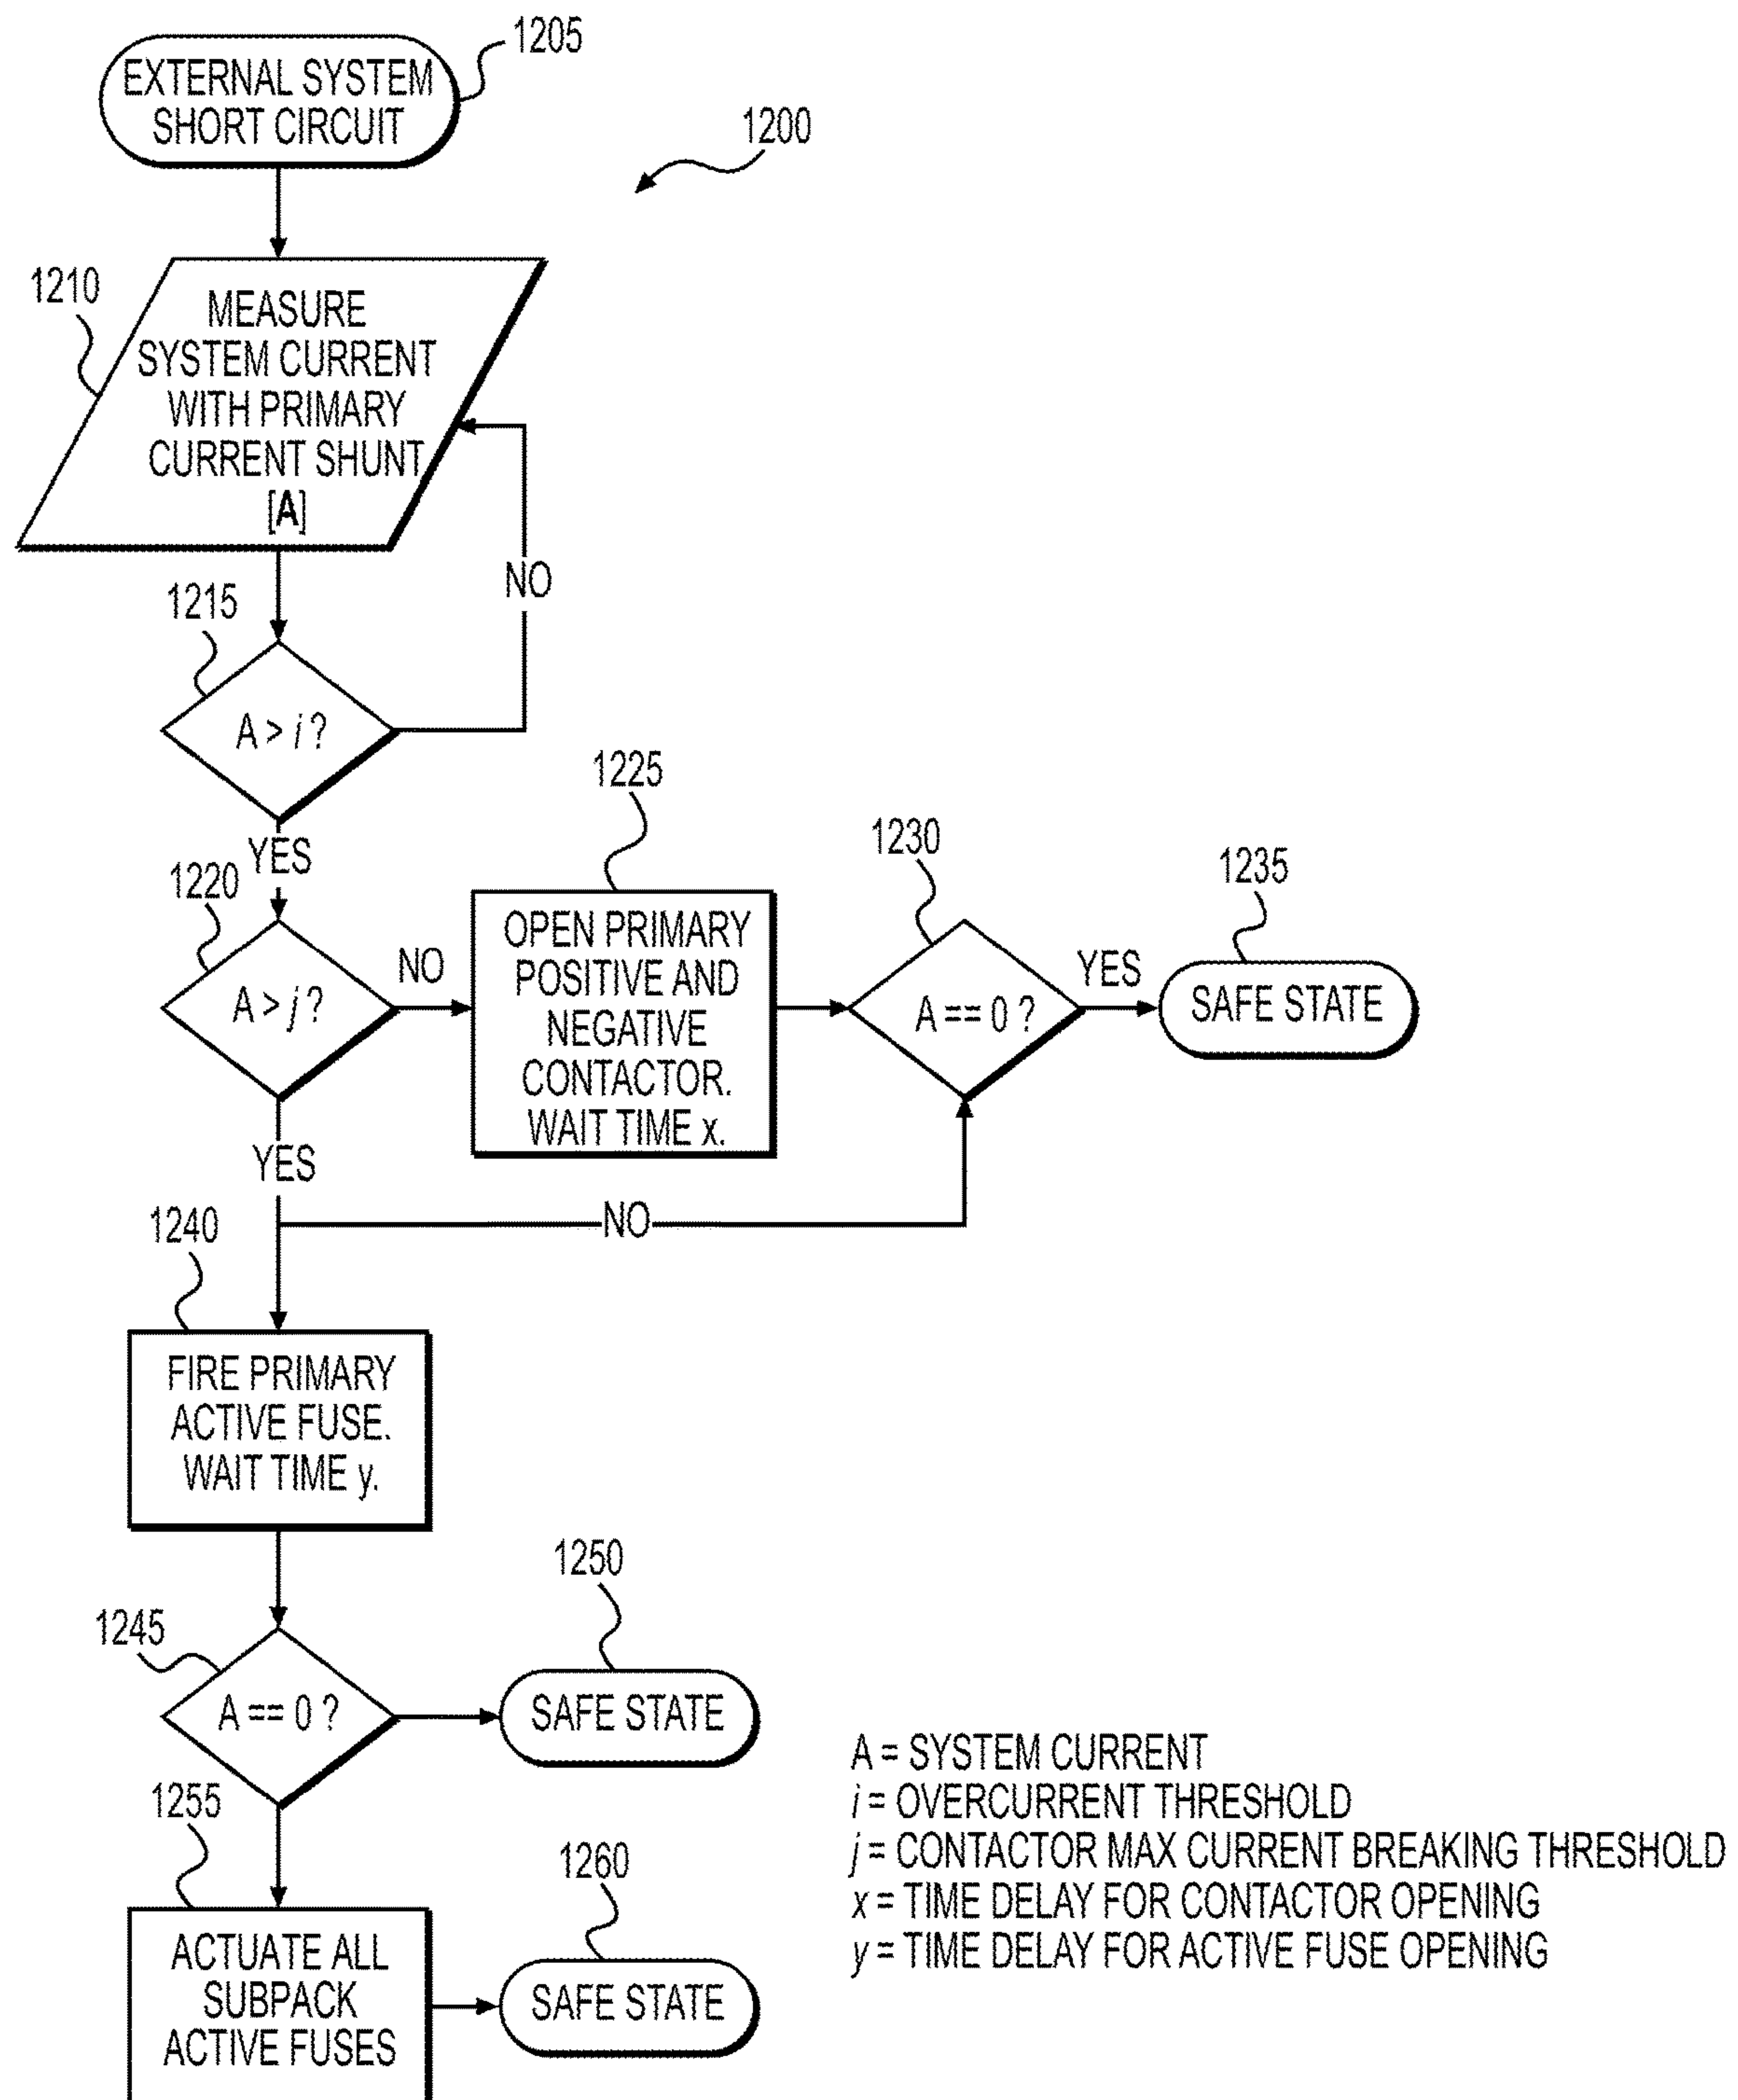 1205
EXTERNAL SYSTEM
SHORT CIRCUIT
1200
1210
MEASURE
SYSTEM CURRENT
WITH PRIMARY
CURRENT SHUNT
[A]
NO
1215
A > i ?
YES
1220
A > j ?
NO
1225
OPEN PRIMARY
POSITIVE AND
NEGATIVE
CONTACTOR.
WAIT TIME x.
1230
A == 0 ?
YES
1235
SAFE STATE
YES
NO
1240
FIRE PRIMARY
ACTIVE FUSE.
WAIT TIME y.
1245
A == 0 ?
1250
SAFE STATE
1255
ACTUATE ALL
SUBPACK
ACTIVE FUSES
1260
SAFE STATE
A = SYSTEM CURRENT
i = OVERCURRENT THRESHOLD
j = CONTACTOR MAX CURRENT BREAKING THRESHOLD
x = TIME DELAY FOR CONTACTOR OPENING
y = TIME DELAY FOR ACTIVE FUSE OPENING